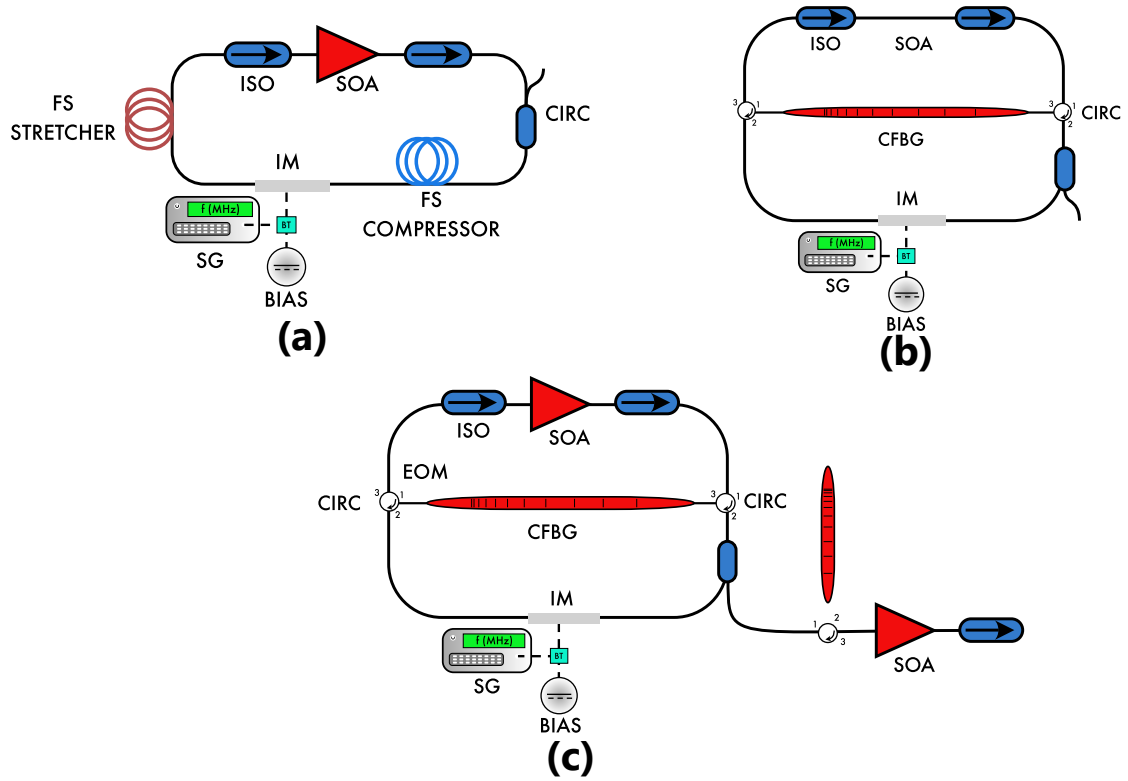 ISO
SOA
CIRC
FS
STRETCHER
IM
FS
COMPRESSOR
f (MHz)
BT
SG
BIAS
(a)
ISO
SOA
3
1
2
CFBG
3
1
2
CIRC
IM
f (MHz)
BT
SG
BIAS
(b)
ISO
SOA
EOM
CIRC
3
1
2
CFBG
3
1
2
CIRC
IM
f (MHz)
BT
SG
BIAS
1
2
3
SOA
(c)